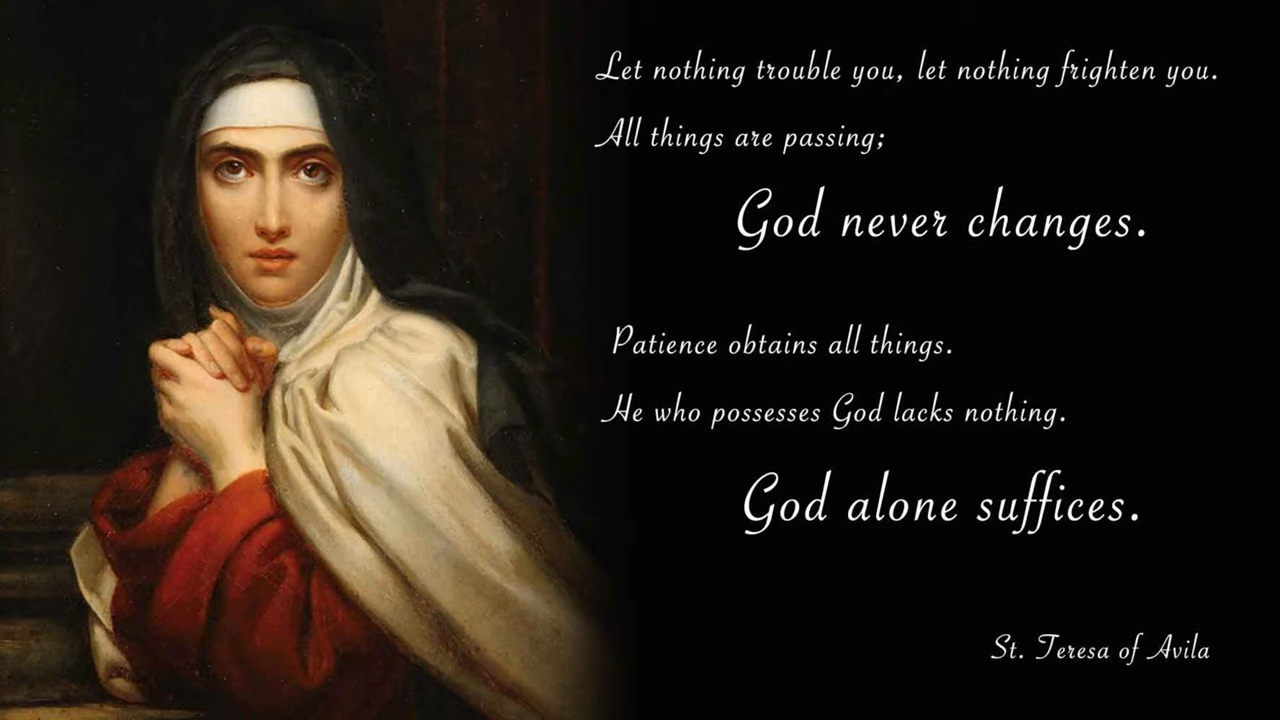 Let nothing trouble you, let nothing frighten you.
All things are passing;
God never changes.
Patience obtains all things.
He who possesses God lacks nothing.
God alone suffices.
St. Teresa of Avila